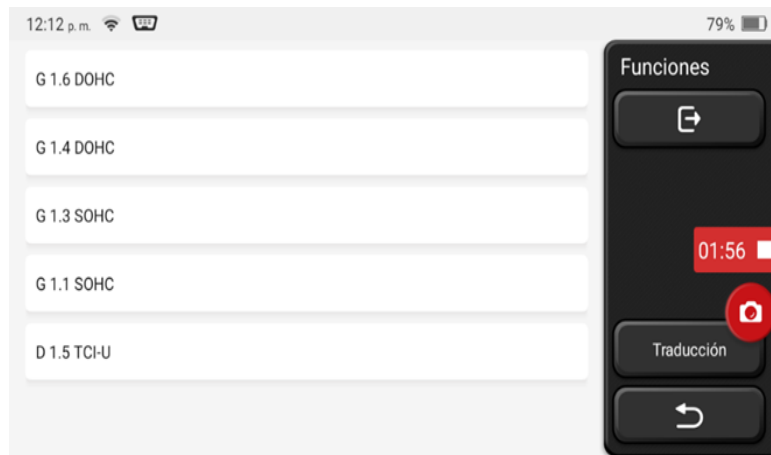 12:12 p. m.
79%
G 1.6 DOHC
G 1.4 DOHC
G 1.3 SOHC
G 1.1 SOHC
D 1.5 TCI-U
Funciones
01:56
Traducción